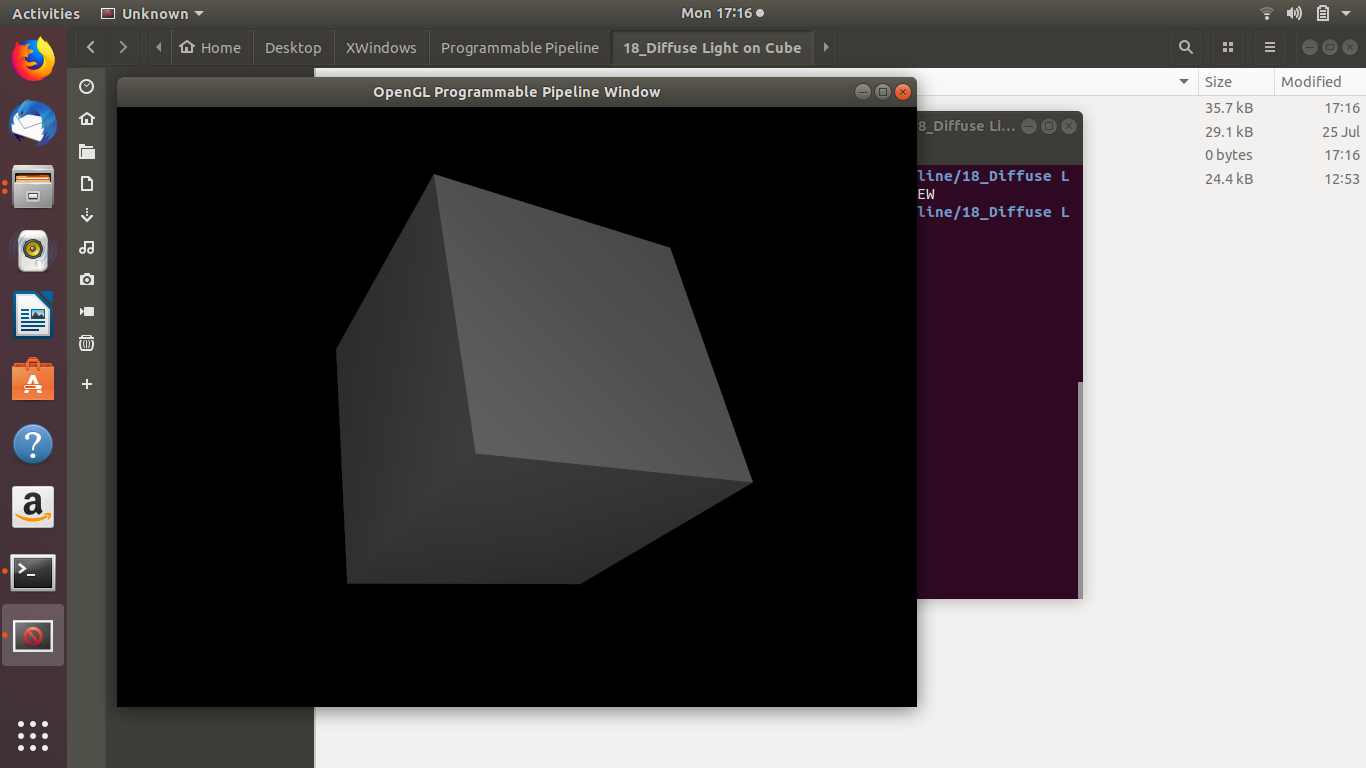 Activities Unknown Mon 17:16
Home Desktop XWindows Programmable Pipeline 18_Diffuse Light on Cube
Size Modified
OpenGL Programmable Pipeline Window
35.7 kB 17:16
8_Diffuse Li...
29.1 kB 25 Jul
0 bytes 17:16
line/18_Diffuse L
24.4 kB 12:53
EW
line/18_Diffuse L